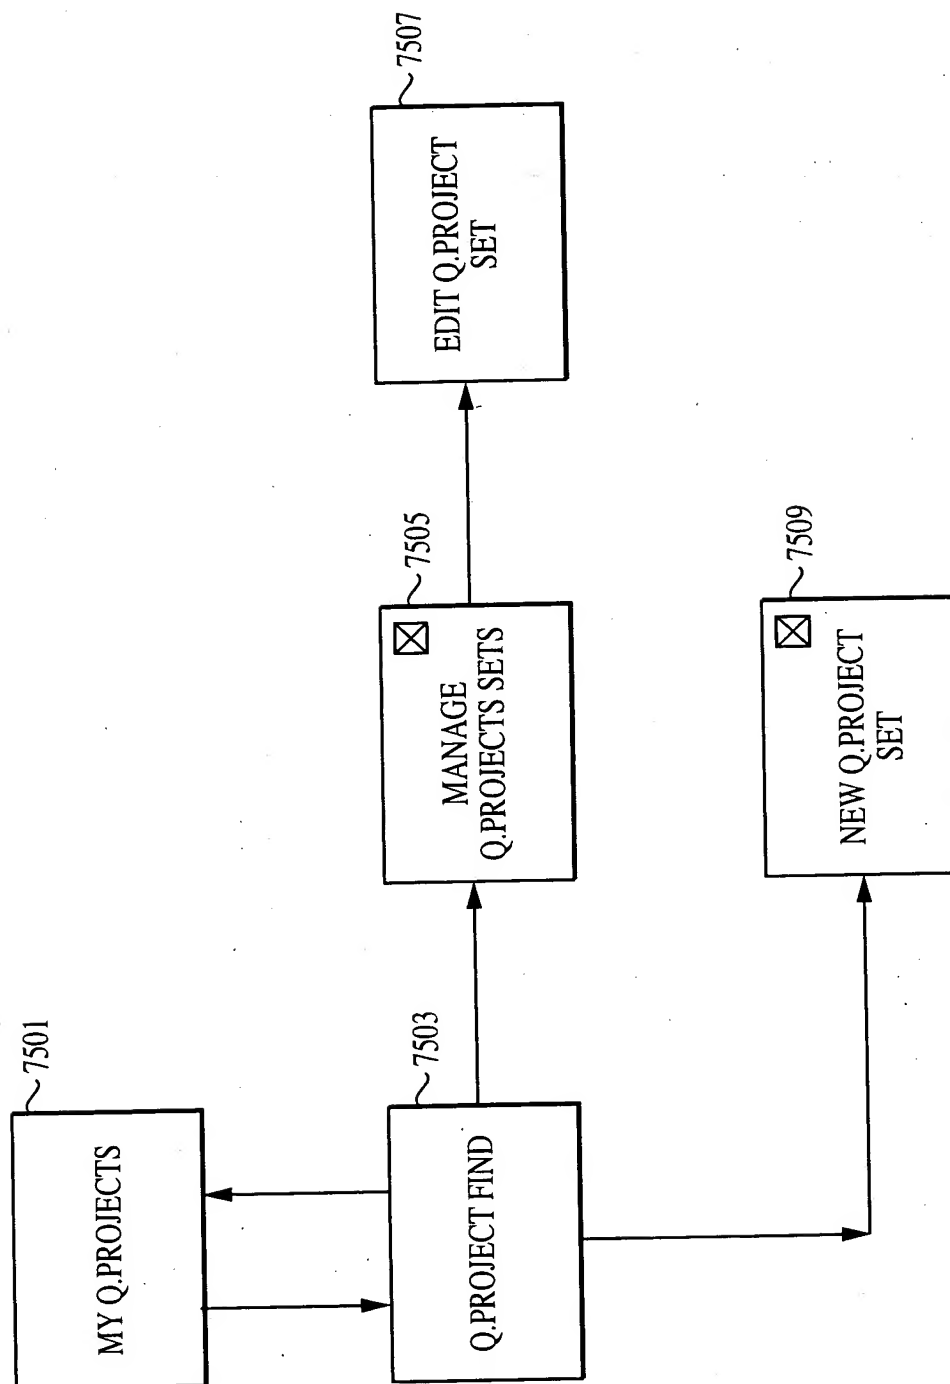 7501
MY Q.PROJECTS
7503
Q.PROJECT FIND
7505
MANAGE
Q.PROJECTS SETS
7507
EDIT Q.PROJECT
SET
7509
NEW Q.PROJECT
SET